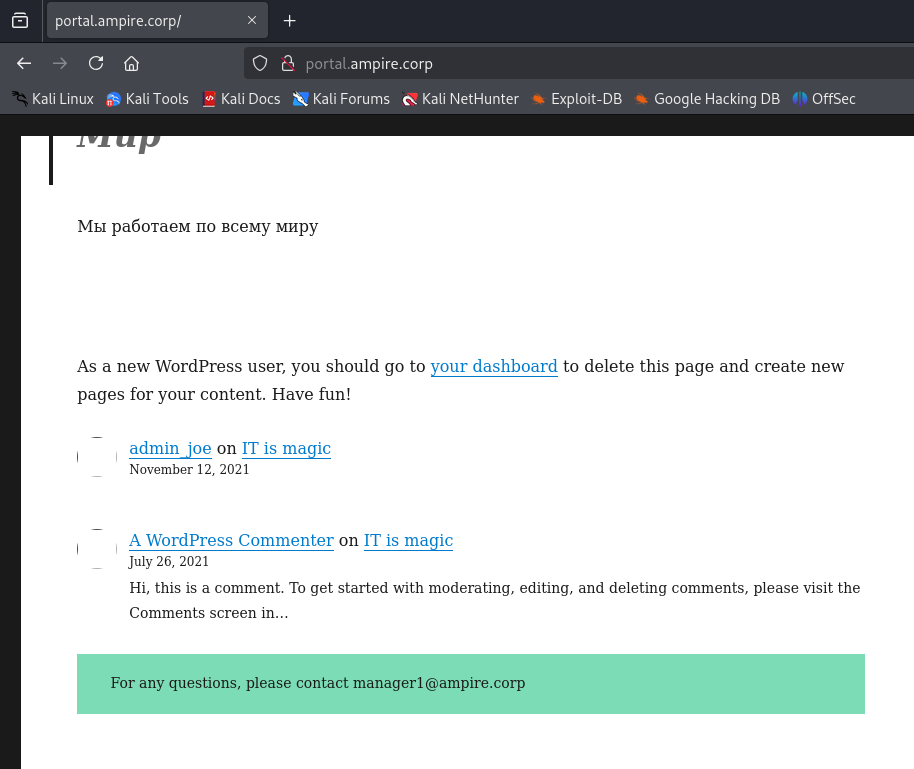 portal.ampire.corp/
portal.ampire.corp
Kali Linux Kali Tools Kali Docs Kali Forums Kali NetHunter Exploit-DB Google Hacking DB OffSec
Мир
Мы работаем по всему миру
As a new WordPress user, you should go to your dashboard to delete this page and create new
pages for your content. Have fun!
admin_joe on IT is magic
November 12, 2021
A WordPress Commenter on IT is magic
July 26, 2021
Hi, this is a comment. To get started with moderating, editing, and deleting comments, please visit the
Comments screen in…
For any questions, please contact manager1@ampire.corp